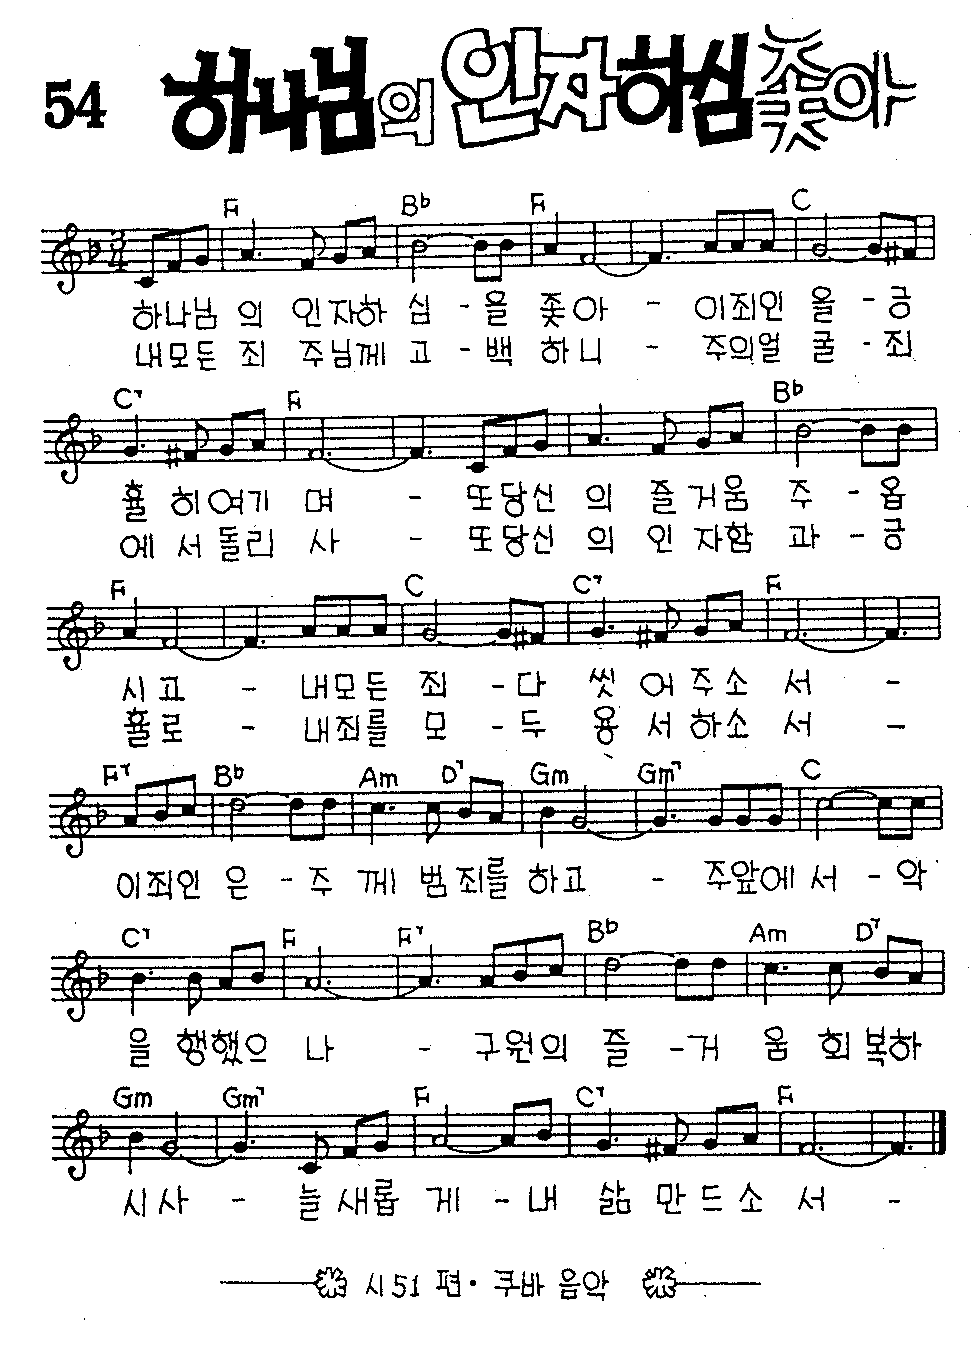 54 하나님의 인자하심 좇아
F B♭ F C
하나님 의 인자하 심 - 을 좇아 - 이죄인 을 - 긍
내모든 죄 주님께 고 - 백 하니 - 주의얼 굴 - 죄
C7 F B♭
휼 히여기 며 - 또당신 의 즐거움 주 - 옵
에서돌리 사 - 또당신 의 인자함 과 - 긍
F C C7 F
시고 - 내모든 죄 - 다 씻 어주소 서 -
휼로 - 내죄를 모 - 두 용 서하소 서 -
F7 B♭ Am D7 Gm Gm7 C
이죄인 은 - 주 께 범죄를 하고 - 주앞에 서 - 악
C7 F F7 B♭ Am D7
을 행했으 나 - 구원의 즐 - 거 움 회복하
Gm Gm7 F C7 F
시사 - 늘새롭 게 - 내 삶 만드소 서 -
시 51 편 · 쿠바 음악